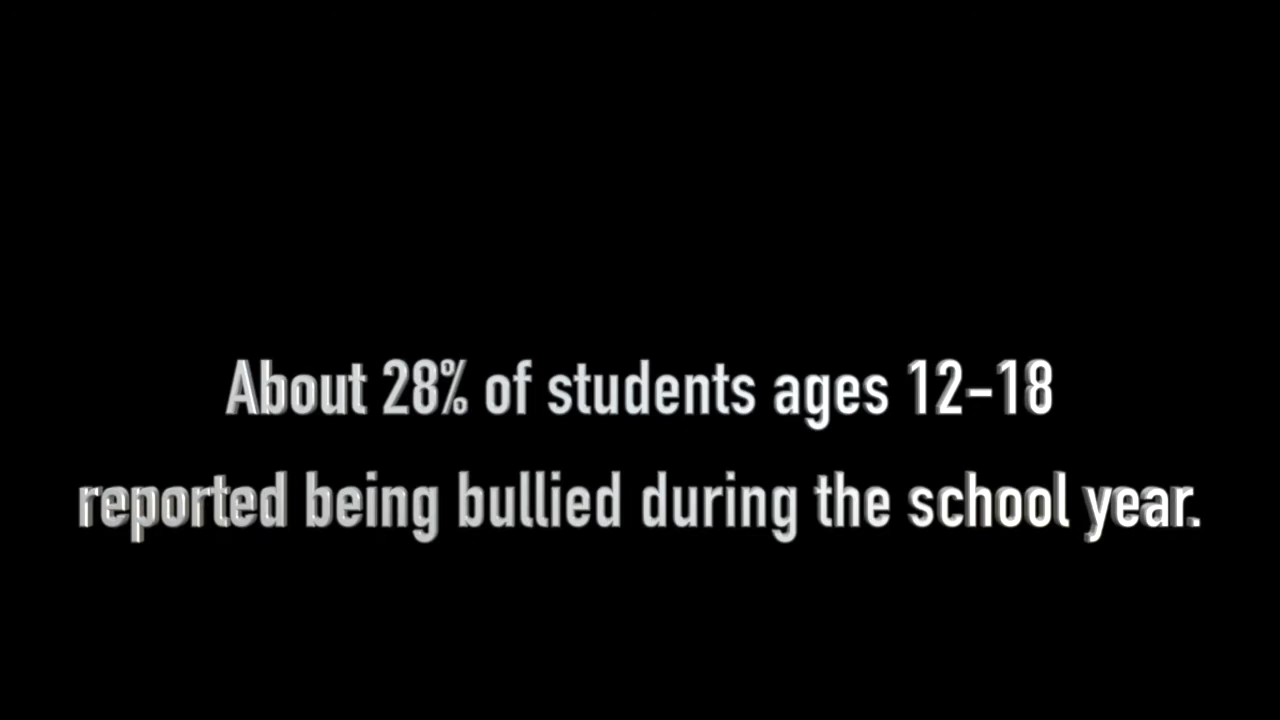 About 28% of students ages 12–18
reported being bullied during the school year.